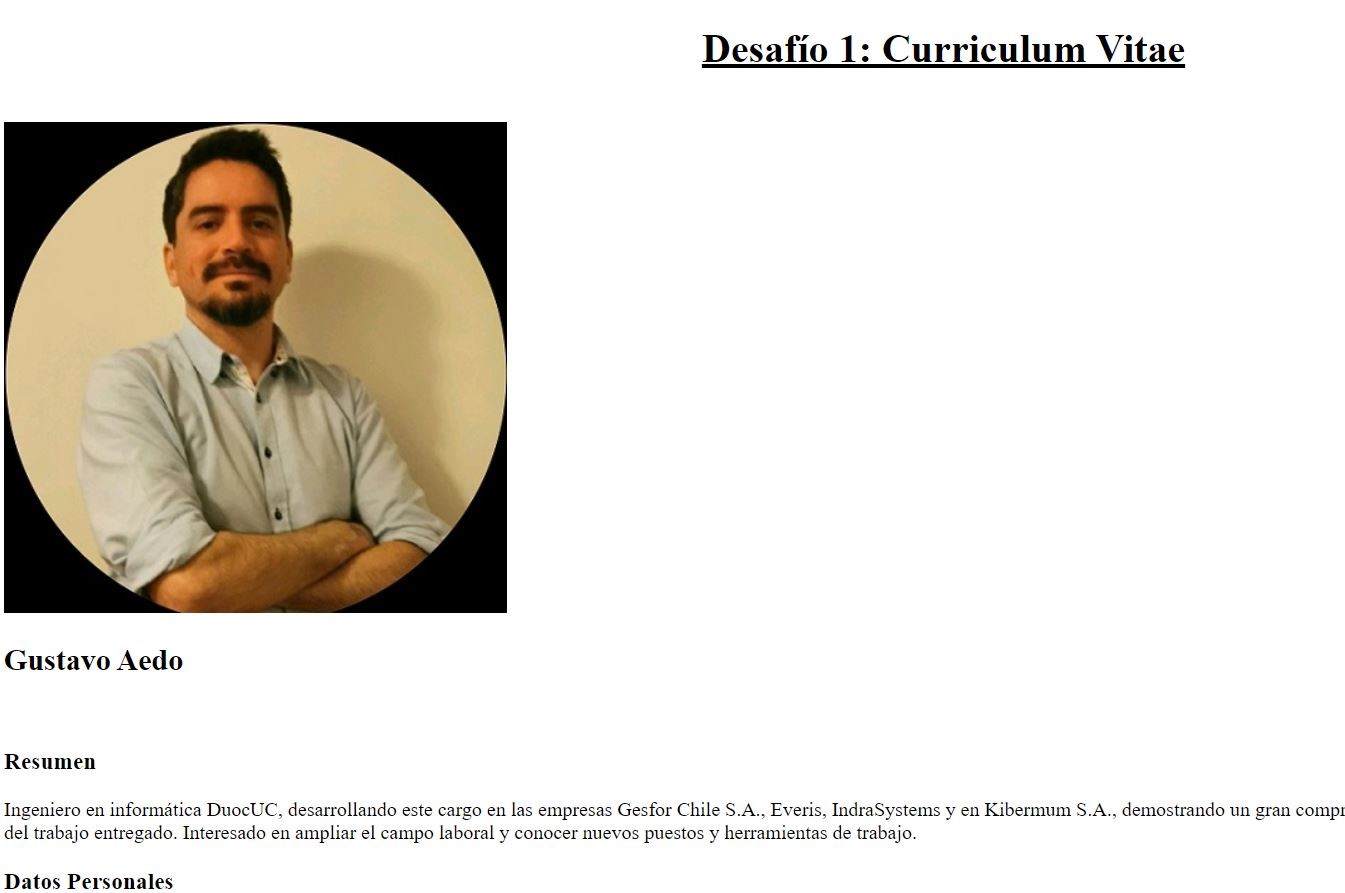 Desafío 1: Curriculum Vitae
Gustavo Aedo
Resumen
Ingeniero en informática DuocUC, desarrollando este cargo en las empresas Gesfor Chile S.A., Everis, IndraSystems y en Kibermum S.A., demostrando un gran
del trabajo entregado. Interesado en ampliar el campo laboral y conocer nuevos puestos y herramientas de trabajo.
Datos Personales